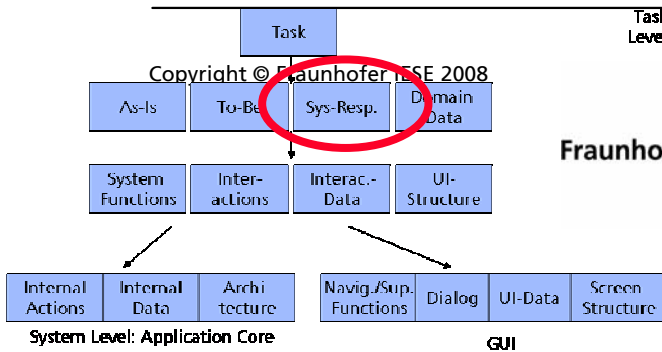 Task
Task
Level
Copyright © Fraunhofer IESE 2008
As-Is
To-Be
Sys-Resp.
Domain
Data
Fraunho
System
Functions
Inter-
actions
Interac.-
Data
UI-
Structure
Internal
Actions
Internal
Data
Archi
tecture
Navig./Sup.
Functions
Dialog
UI-Data
Screen
Structure
System Level: Application Core
GUI